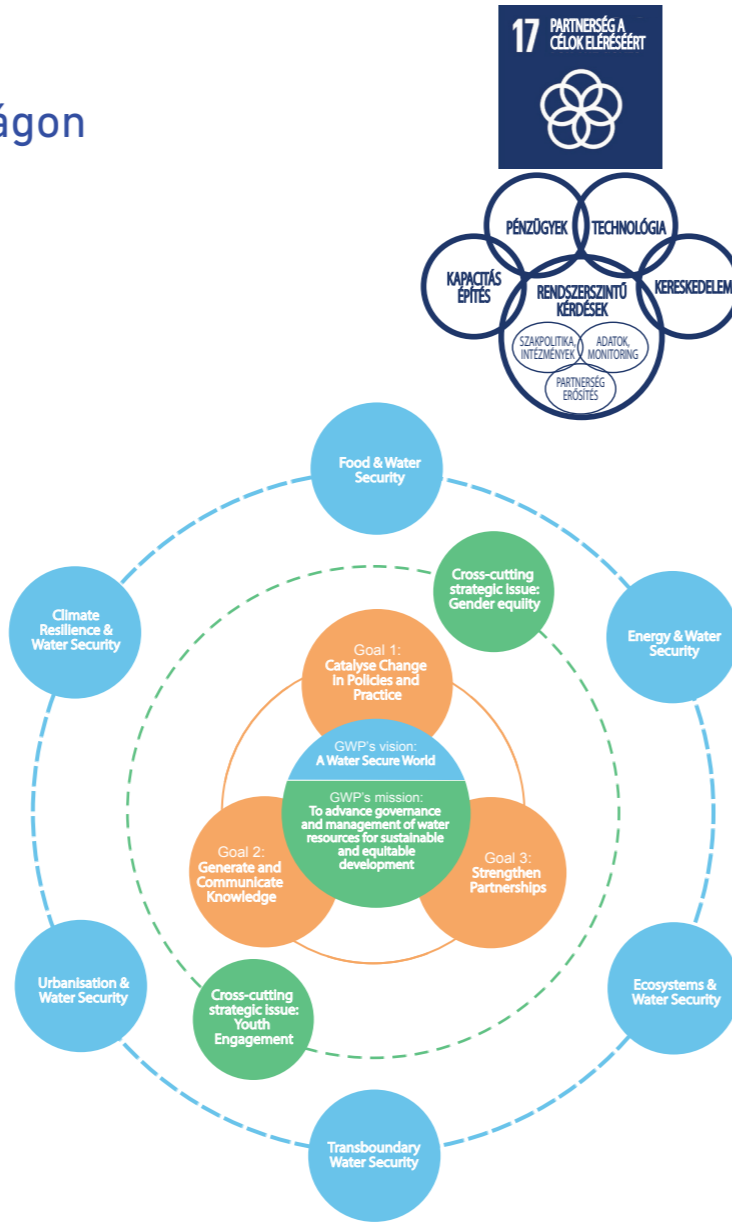 17 PARTNERSÉG A
CÉLOK ELÉRÉSÉÉRT
ágon
PÉNZÜGYEK
TECHNOLÓGIA
KAPACITÁS
ÉPÍTÉS
RENDSZERSZINTŰ
KÉRDÉSEK
KERESKEDELEM
SZAKPOLITIKA,
INTÉZMÉNYEK
ADATOK,
MONITORING
PARTNERSÉG
ERŐSÍTÉS
Food & Water
Security
Cross-cutting
strategic issue:
Gender equiity
Climate
Resilience &
Water Security
Energy & Water
Security
Goal 1:
Catalyse Change
In Policies and
Practice
GWP's vision:
A Water Secure World
GWP's mission:
To advance governance
and management of water
resources for sustainable
and equitable
development
Goal 2:
Generate and
Communicate
Knowledge
Goal 3:
Strengthen
Partnerships
Urbanisation &
Water Security
Cross-cutting
strategic issue:
Youth
Engagement
Ecosystems &
Water Security
Transboundary
Water Security